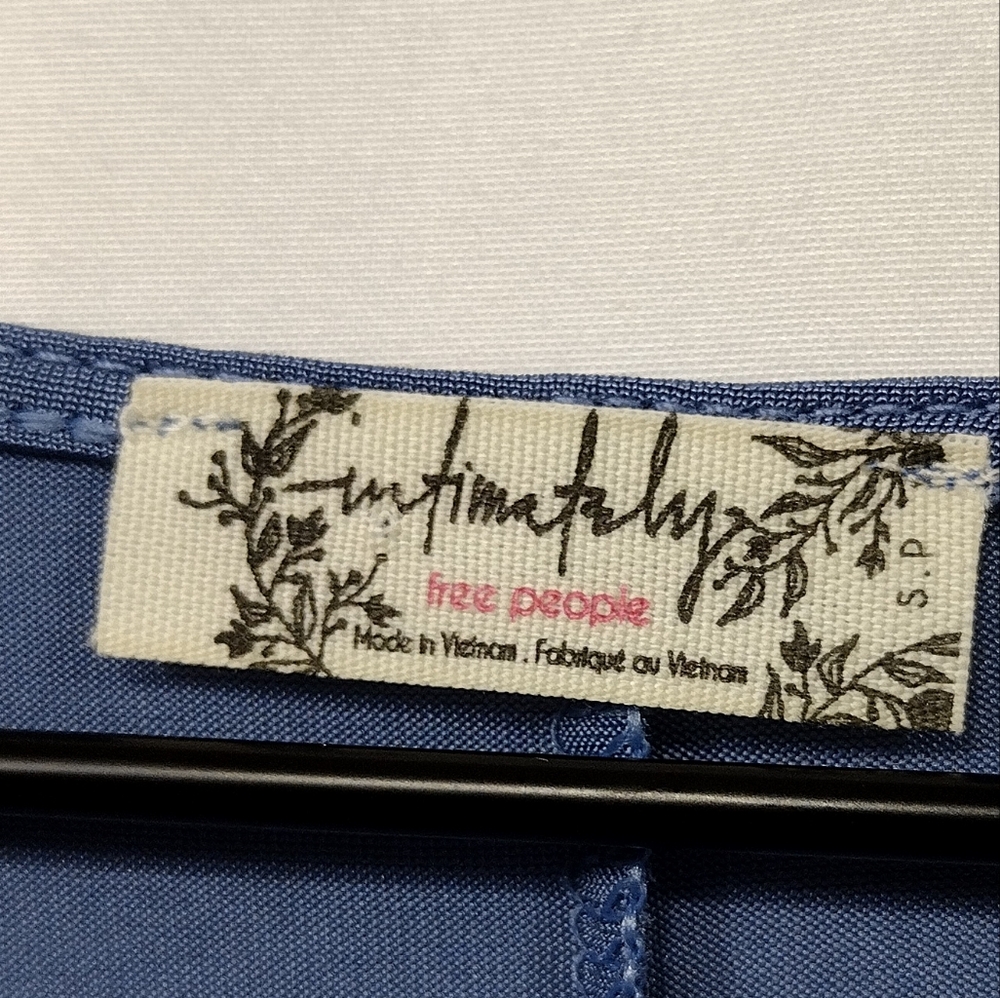 intimately
free people
Made in Vietnam . Fabriqué au Vietnam
S.P